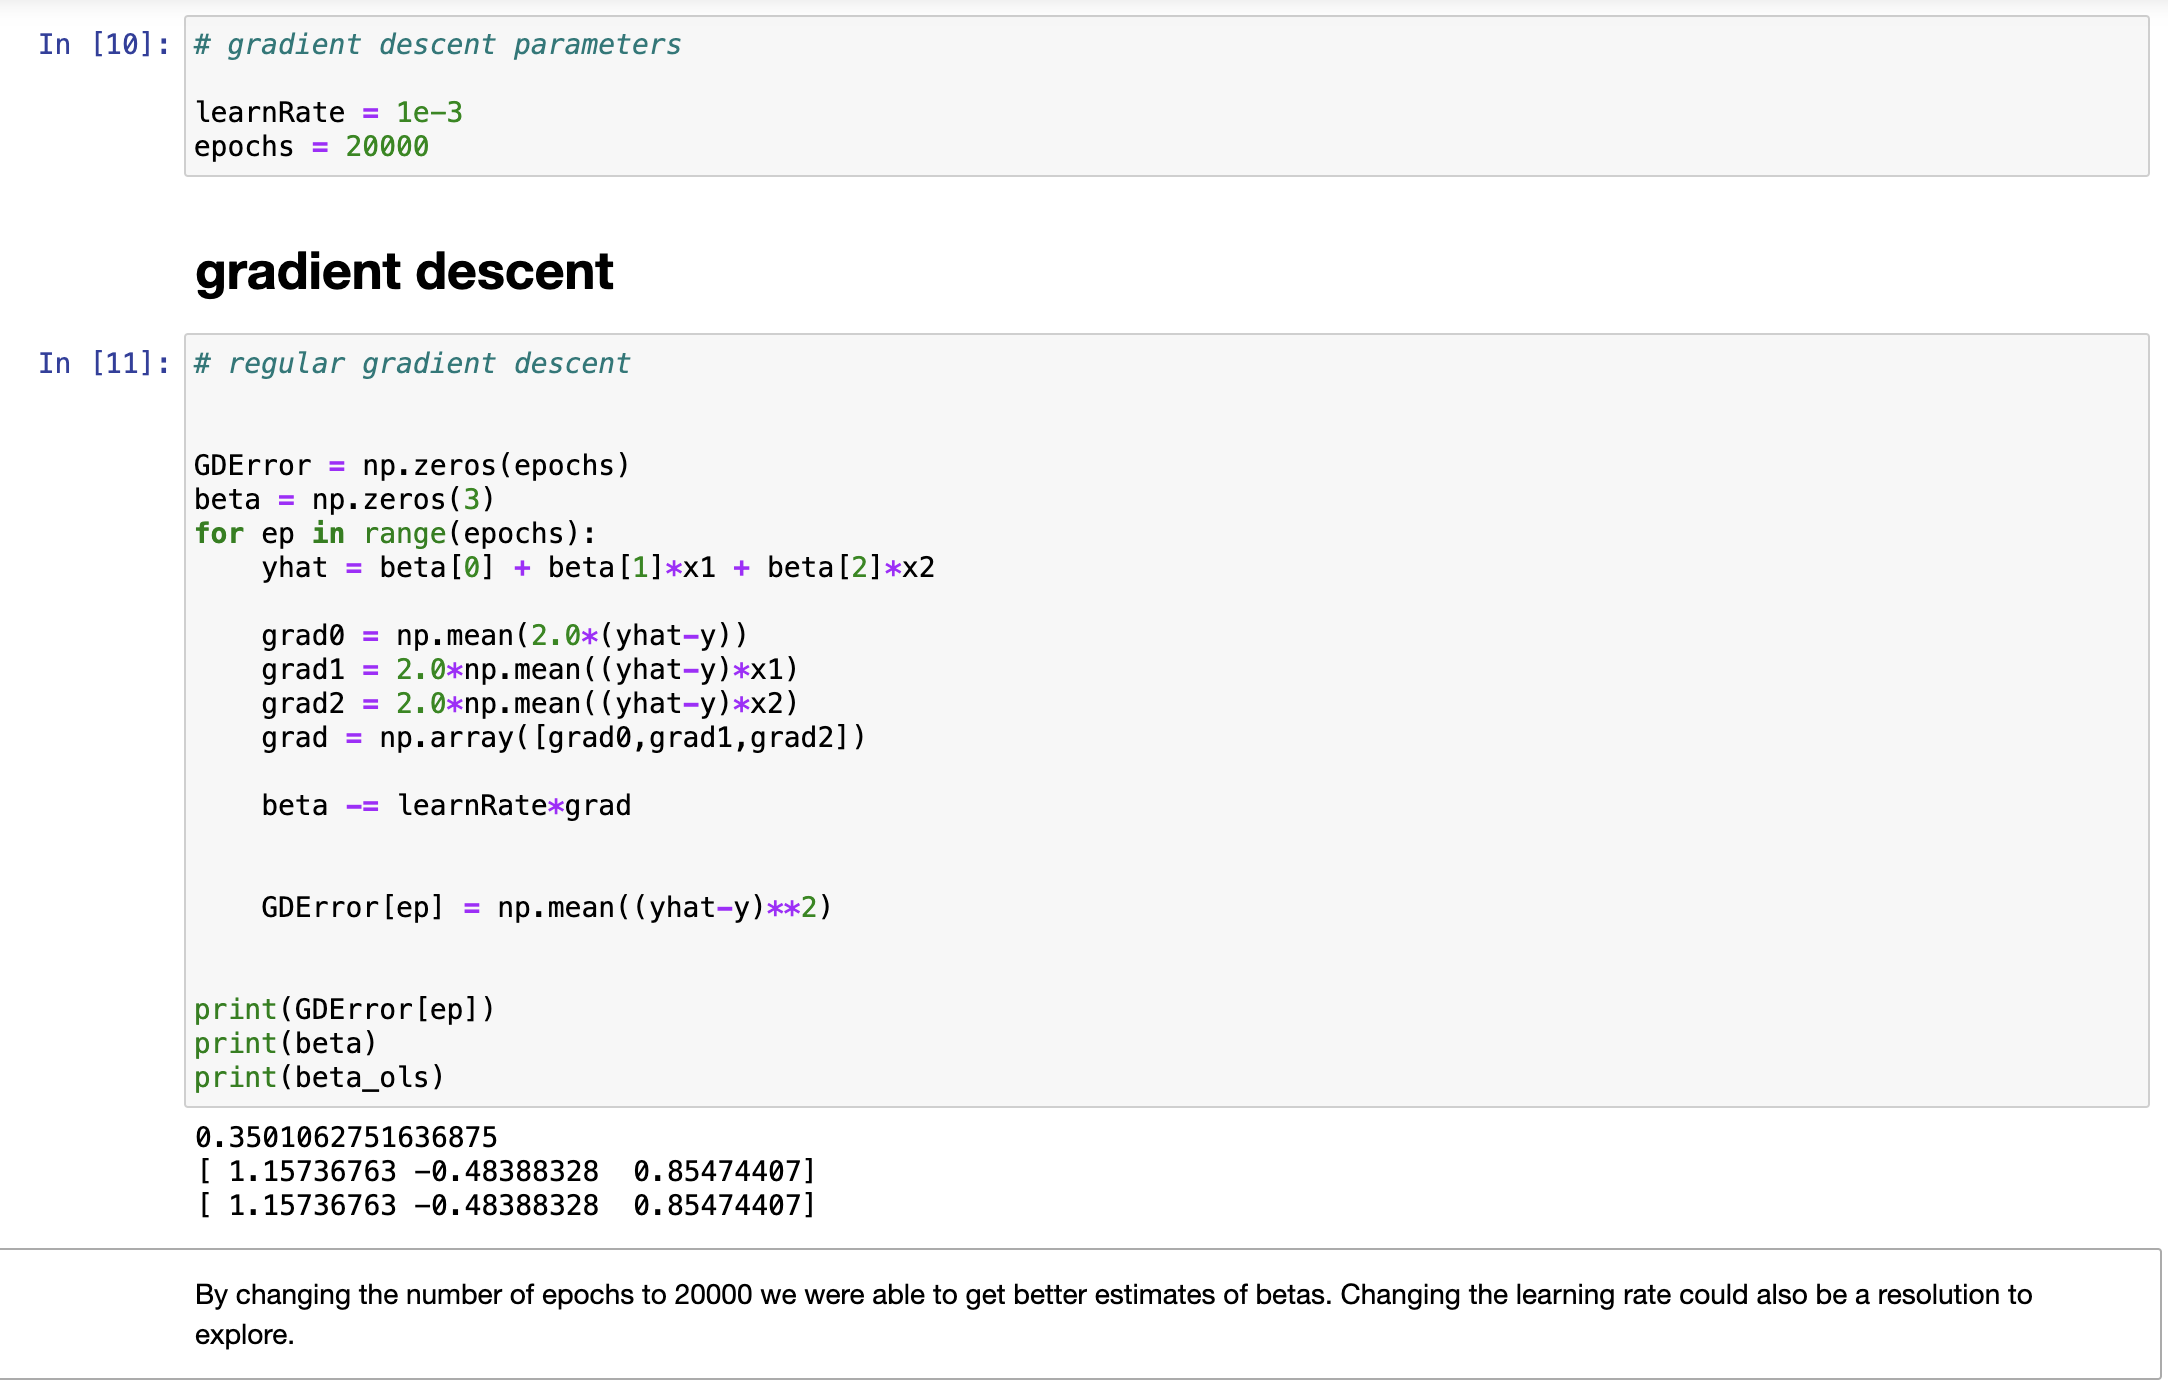 In [10]: # gradient descent parameters
learnRate = 1e-3
epochs = 20000
gradient descent
In [11]: # regular gradient descent
GDError = np.zeros(epochs)
beta = np.zeros(3)
for ep in range(epochs):
    yhat = beta[0] + beta[1]*x1 + beta[2]*x2
    grad0 = np.mean(2.0*(yhat-y))
    grad1 = 2.0*np.mean((yhat-y)*x1)
    grad2 = 2.0*np.mean((yhat-y)*x2)
    grad = np.array([grad0,grad1,grad2])
    beta -= learnRate*grad
    GDError[ep] = np.mean((yhat-y)**2)
print(GDError[ep])
print(beta)
print(beta_ols)
0.3501062751636875
[ 1.15736763 -0.48388328  0.85474407]
[ 1.15736763 -0.48388328  0.85474407]
By changing the number of epochs to 20000 we were able to get better estimates of betas. Changing the learning rate could also be a resolution to
explore.